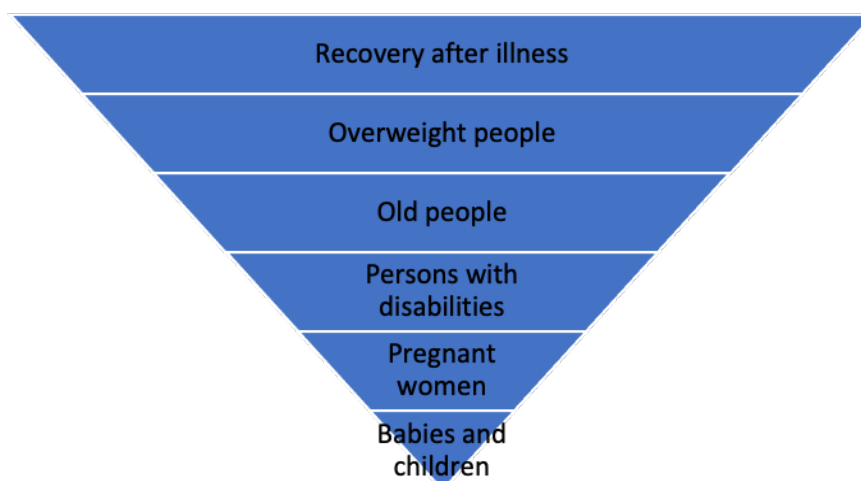 Recovery after illness
Overweight people
Old people
Persons with
disabilities
Pregnant
women
Babies and
children